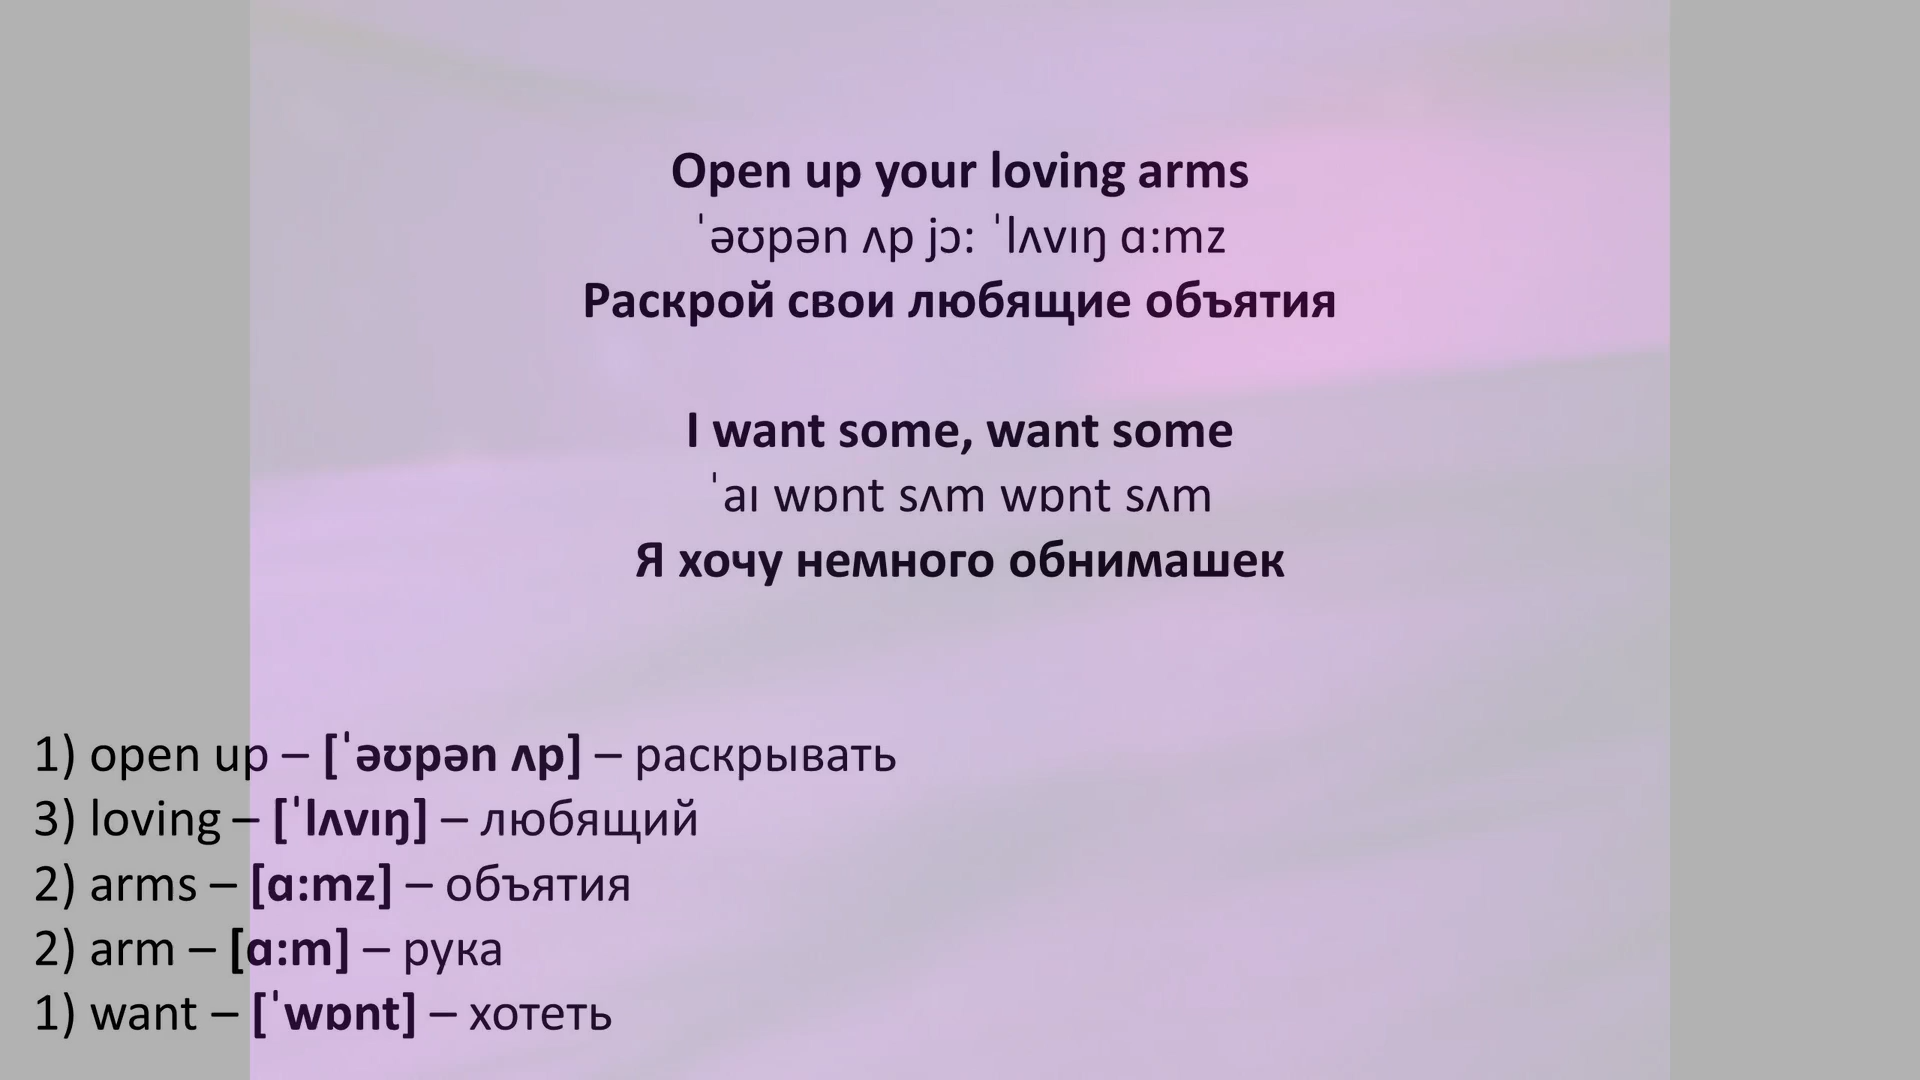 Open up your loving arms
ˈəʊpən ʌp jɔ: ˈlʌvɪŋ ɑ:mz
Раскрой свои любящие объятия
I want some, want some
ˈaɪ wɒnt sʌm wɒnt sʌm
Я хочу немного обнимашек
1) open up – [ˈəʊpən ʌp] – раскрывать
3) loving – [ˈlʌvɪŋ] – любящий
2) arms – [ɑ:mz] – объятия
2) arm – [ɑ:m] – рука
1) want – [ˈwɒnt] – хотеть